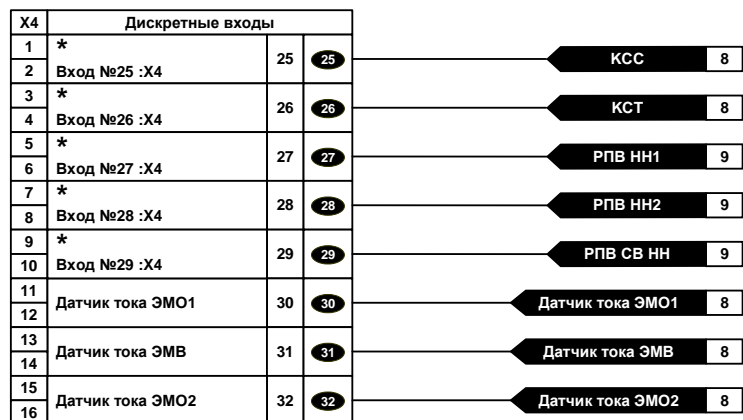 X4 Дискретные входы
1 *
2 Вход №25 :X4 25 25 КСС 8
3 *
4 Вход №26 :X4 26 26 КСТ 8
5 *
6 Вход №27 :X4 27 27 РПВ НН1 9
7 *
8 Вход №28 :X4 28 28 РПВ НН2 9
9 *
10 Вход №29 :X4 29 29 РПВ СВ НН 9
11
12 Датчик тока ЭМО1 30 30 Датчик тока ЭМО1 8
13
14 Датчик тока ЭМВ 31 31 Датчик тока ЭМВ 8
15
16 Датчик тока ЭМО2 32 32 Датчик тока ЭМО2 8